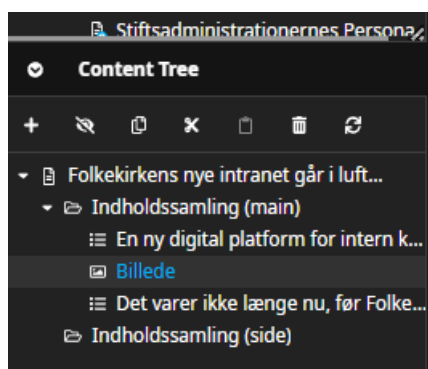 Stiftsadministrationernes Persona
Content Tree
Folkekirkens nye intranet går i luft...
Indholdssamling (main)
En ny digital platform for intern k...
Billede
Det varer ikke længe nu, før Folke...
Indholdssamling (side)